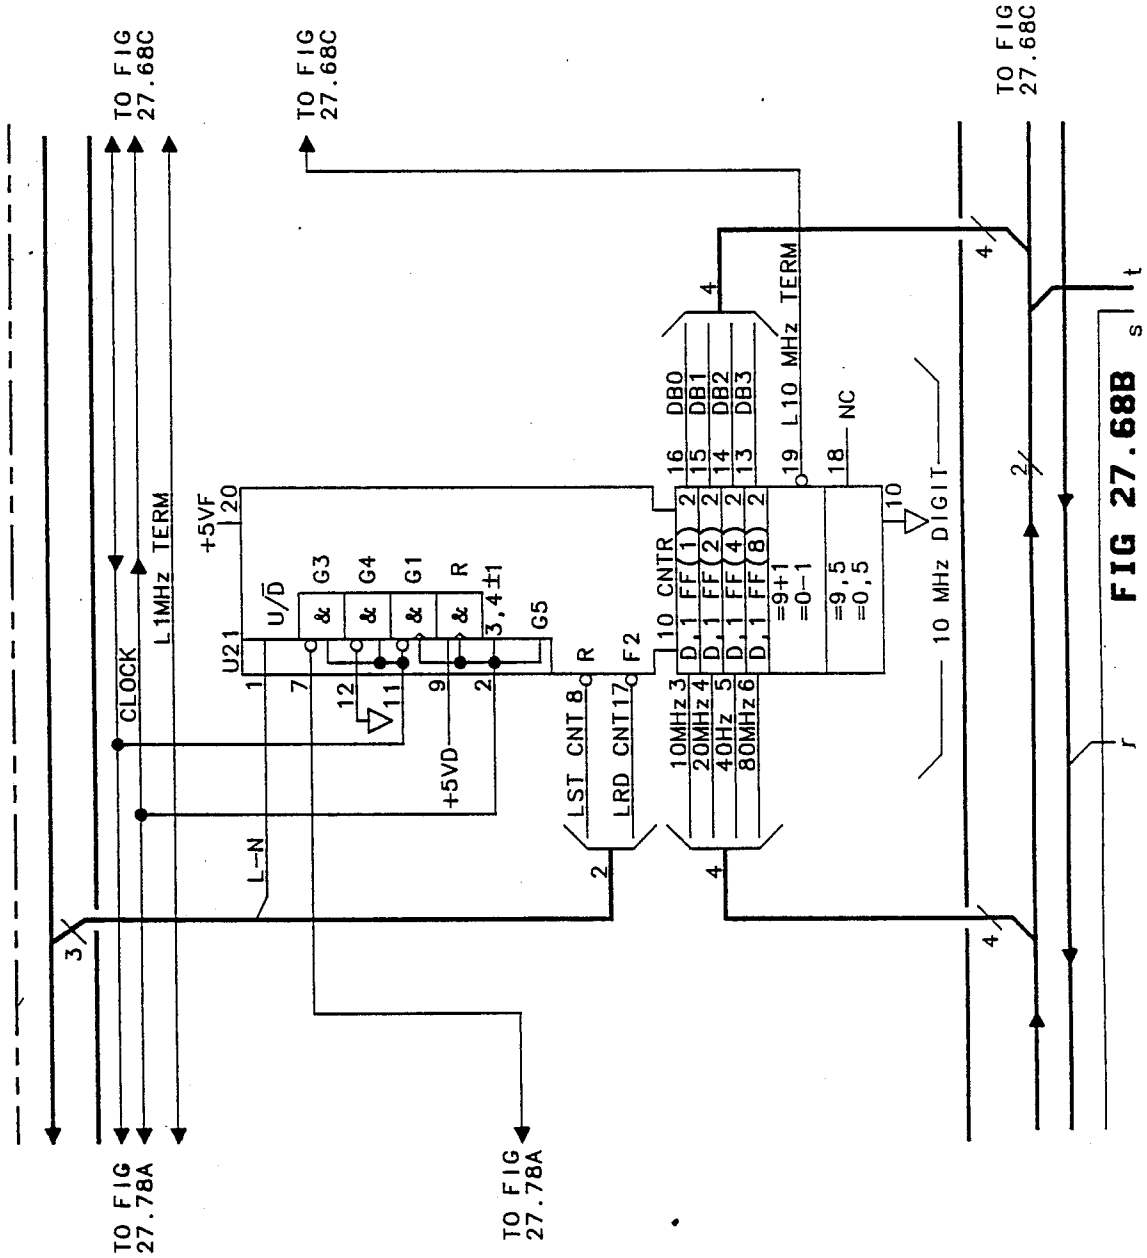 TO FIG
27.68C
TO FIG
27.68C
TO FIG
27.68C
CLOCK
L1MHz TERM
+5VF
20
U21
U/D̅
1
7
12
11
9
2
&
&
&
&
G3
G4
G1
R
3,4±1
G5
L-N
+5VD
LST CNT 8
R
LRD CNT17
F2
2
3
10 CNTR
10MHz 3
20MHz 4
40Hz 5
80MHz 6
D,1 FF(1) 2
D,1 FF(2) 2
D,1 FF(4) 2
D,1 FF(8) 2
=9+1
=0-1
=9,5
=0,5
16 DB0
15 DB1
14 DB2
13 DB3
19 L10 MHz TERM
18 NC
10
4
4
4
4
2
10 MHz DIGIT
TO FIG
27.78A
TO FIG
27.78A
r
s
t
FIG 27.68B